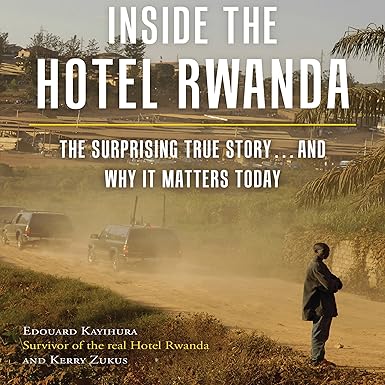 INSIDE THE
HOTEL RWANDA
THE SURPRISING TRUE STORY . . . AND
WHY IT MATTERS TODAY
EDOUARD KAYIHURA
Survivor of the real Hotel Rwanda
AND KERRY ZUKUS